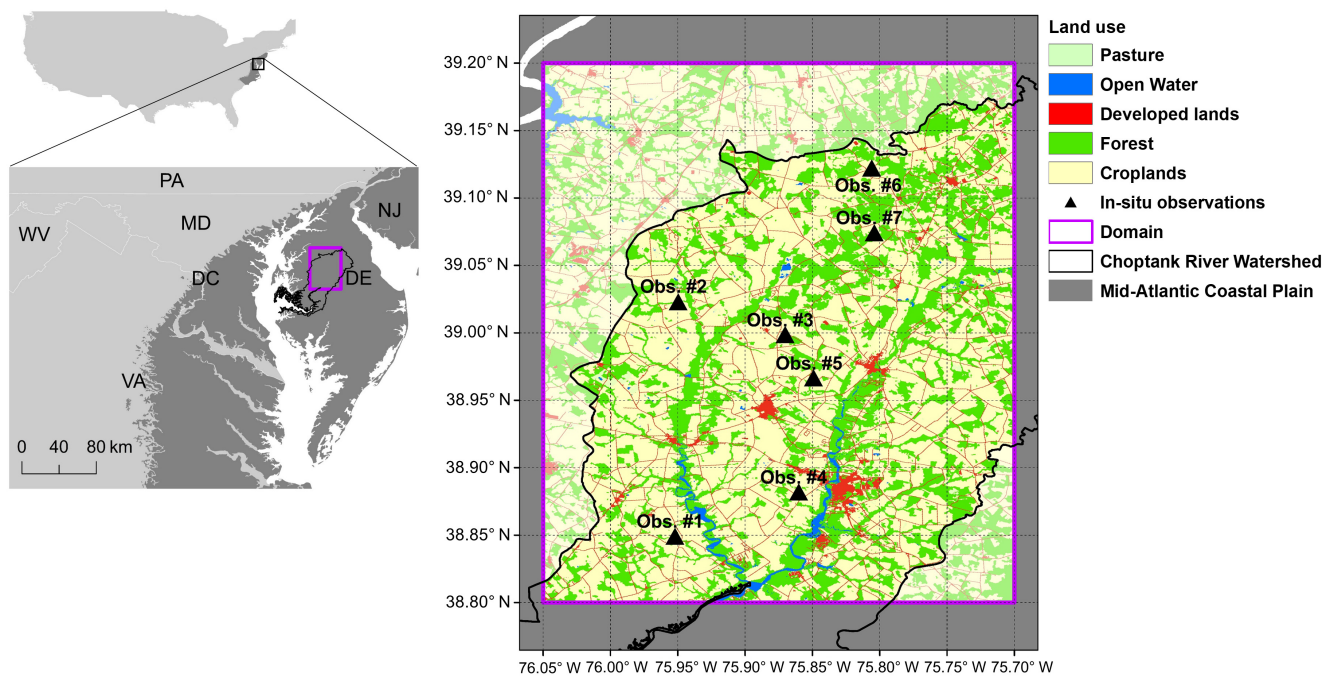 PA
MD
NJ
WV
DC
DE
VA
0 40 80 km
39.20° N
39.15° N
39.10° N
39.05° N
39.00° N
38.95° N
38.90° N
38.85° N
38.80° N
Obs. #6
Obs. #7
Obs. #2
Obs. #3
Obs. #5
Obs. #4
Obs. #1
76.05° W 76.00° W 75.95° W 75.90° W 75.85° W 75.80° W 75.75° W 75.70° W
Land use
Pasture
Open Water
Developed lands
Forest
Croplands
In-situ observations
Domain
Choptank River Watershed
Mid-Atlantic Coastal Plain